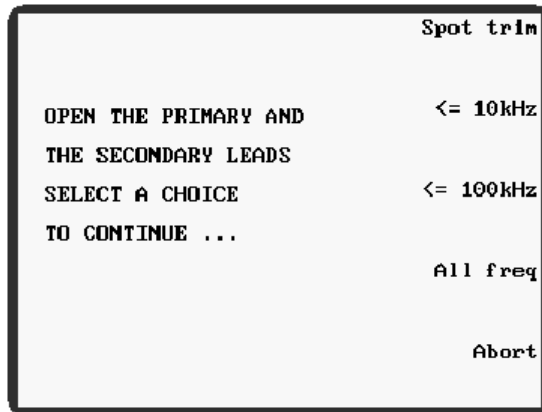 Spot trim
OPEN THE PRIMARY AND
THE SECONDARY LEADS
SELECT A CHOICE
TO CONTINUE ...
<= 10kHz
<= 100kHz
All freq
Abort